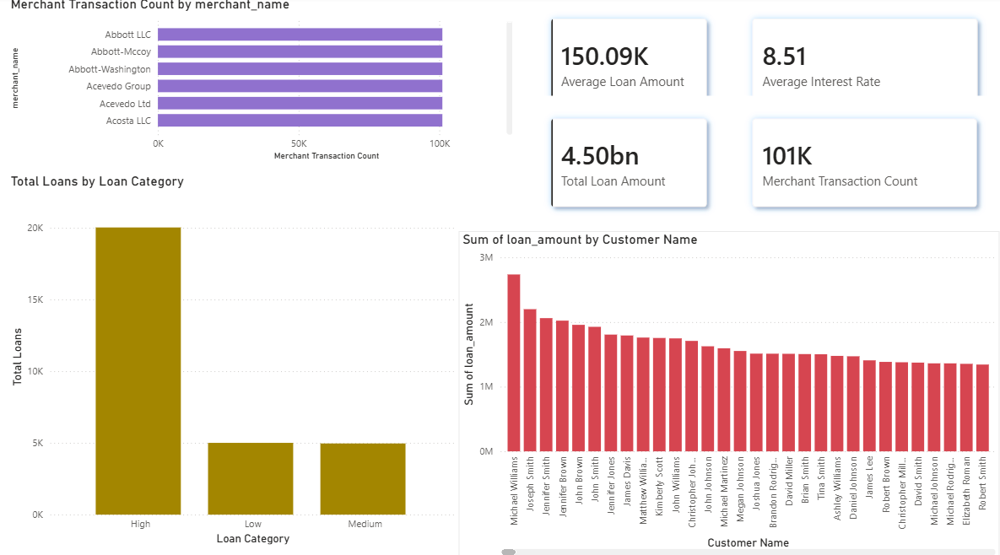 Merchant Transaction Count by merchant_name
merchant_name
Abbott LLC
Abbott-Mccoy
Abbott-Washington
Acevedo Group
Acevedo Ltd
Acosta LLC
0K 50K 100K
Merchant Transaction Count
150.09K
Average Loan Amount
8.51
Average Interest Rate
4.50bn
Total Loan Amount
101K
Merchant Transaction Count
Total Loans by Loan Category
Total Loans
20K
15K
10K
5K
0K
High Low Medium
Loan Category
Sum of loan_amount by Customer Name
Sum of loan_amount
3M
2M
1M
0M
Michael Williams
Joseph Smith
Jennifer Smith
Jennifer Brown
John Brown
John Smith
Jennifer Jones
James Davis
Matthew Willia...
Kimberly Scott
John Williams
Christopher Joh...
John Johnson
Michael Martinez
Megan Johnson
Joshua Jones
Brandon Rodrig...
David Miller
Brian Smith
Tina Smith
Ashley Williams
Daniel Johnson
James Lee
Robert Brown
Christopher Mill...
David Smith
Michael Johnson
Michael Rodrig...
Elizabeth Roman
Robert Smith
Customer Name